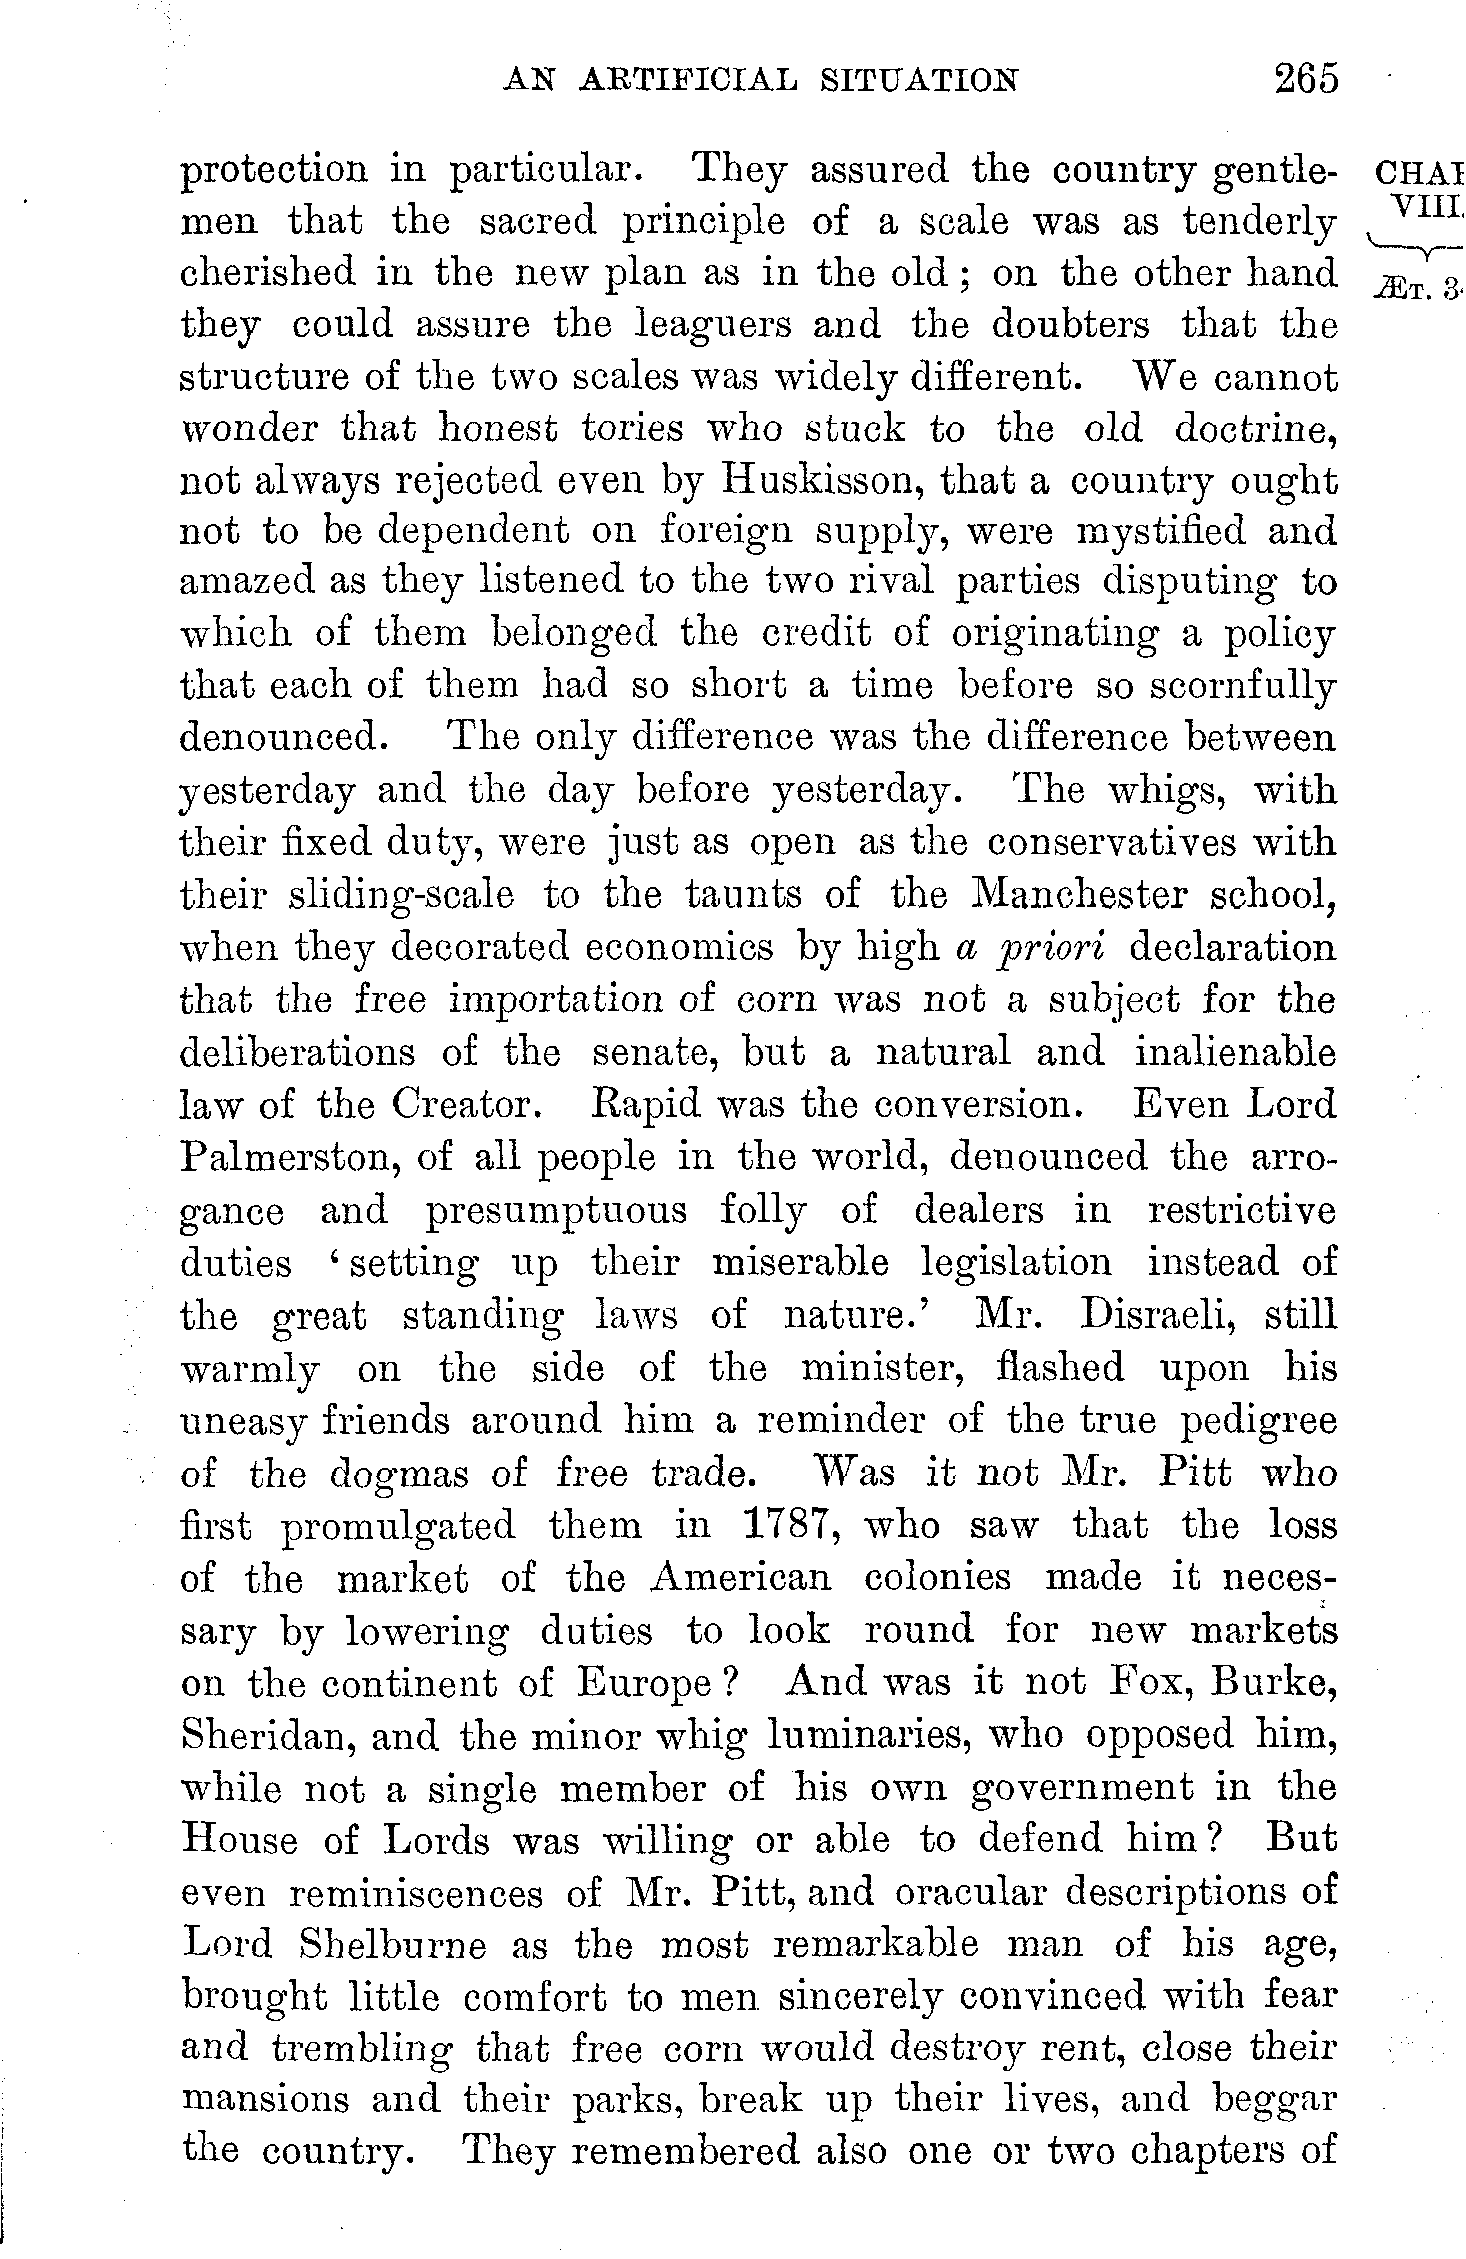 AN ARTIFICIAL SITUATION 265
protection in particular. They assured the country gentle-
men that the sacred principle of a scale was as tenderly
cherished in the new plan as in the old ; on the other hand
they could assure the leaguers and the doubters that the
structure of the two scales was widely different. We cannot
wonder that honest tories who stuck to the old doctrine,
not always rejected even by Huskisson, that a country ought
not to be dependent on foreign supply, were mystified and
amazed as they listened to the two rival parties disputing to
which of them belonged the credit of originating a policy
that each of them had so short a time before so scornfully
denounced. The only difference was the difference between
yesterday and the day before yesterday. The whigs, with
their fixed duty, were just as open as the conservatives with
their sliding-scale to the taunts of the Manchester school,
when they decorated economics by high a priori declaration
that the free importation of corn was not a subject for the
deliberations of the senate, but a natural and inalienable
law of the Creator. Rapid was the conversion. Even Lord
Palmerston, of all people in the world, denounced the arro-
gance and presumptuous folly of dealers in restrictive
duties ‘ setting up their miserable legislation instead of
the great standing laws of nature.’ Mr. Disraeli, still
warmly on the side of the minister, flashed upon his
uneasy friends around him a reminder of the true pedigree
of the dogmas of free trade. Was it not Mr. Pitt who
first promulgated them in 1787, who saw that the loss
of the market of the American colonies made it neces-
sary by lowering duties to look round for new markets
on the continent of Europe ? And was it not Fox, Burke,
Sheridan, and the minor whig luminaries, who opposed him,
while not a single member of his own government in the
House of Lords was willing or able to defend him ? But
even reminiscences of Mr. Pitt, and oracular descriptions of
Lord Shelburne as the most remarkable man of his age,
brought little comfort to men sincerely convinced with fear
and trembling that free corn would destroy rent, close their
mansions and their parks, break up their lives, and beggar
the country. They remembered also one or two chapters of
VIII.
ÆT.